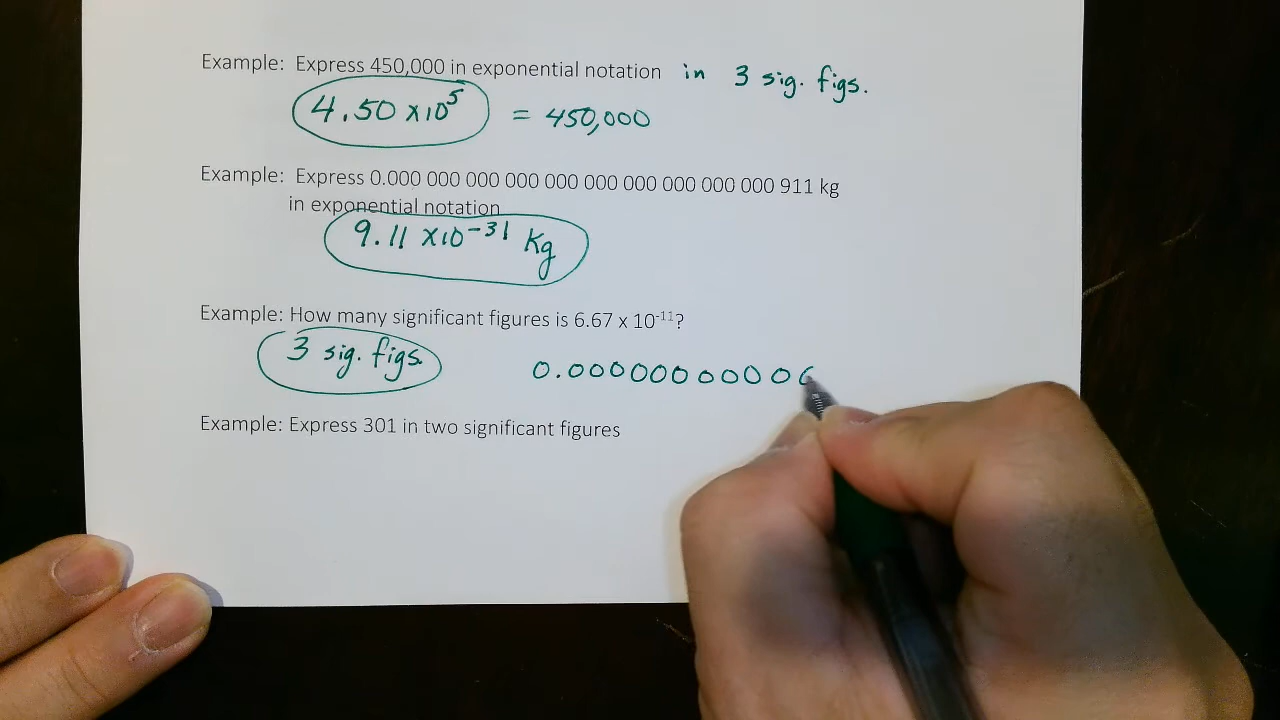 Example: Express 450,000 in exponential notation in 3 sig. figs.
4.50 x10⁵ = 450,000
Example: Express 0.000 000 000 000 000 000 000 000 000 000 911 kg
in exponential notation
9.11 x10⁻³¹ kg
Example: How many significant figures is 6.67 x 10⁻¹¹?
3 sig. figs. 0.00000000006
Example: Express 301 in two significant figures